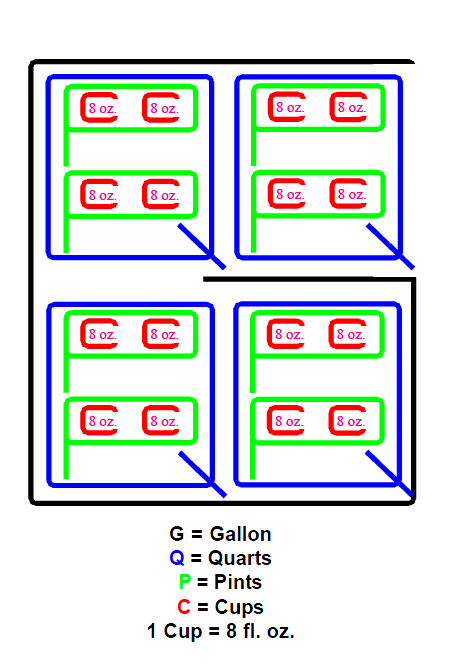 8 oz. 8 oz. 8 oz. 8 oz.
8 oz. 8 oz. 8 oz. 8 oz.
8 oz. 8 oz. 8 oz. 8 oz.
8 oz. 8 oz. 8 oz. 8 oz.
G = Gallon
Q = Quarts
P = Pints
C = Cups
1 Cup = 8 fl. oz.